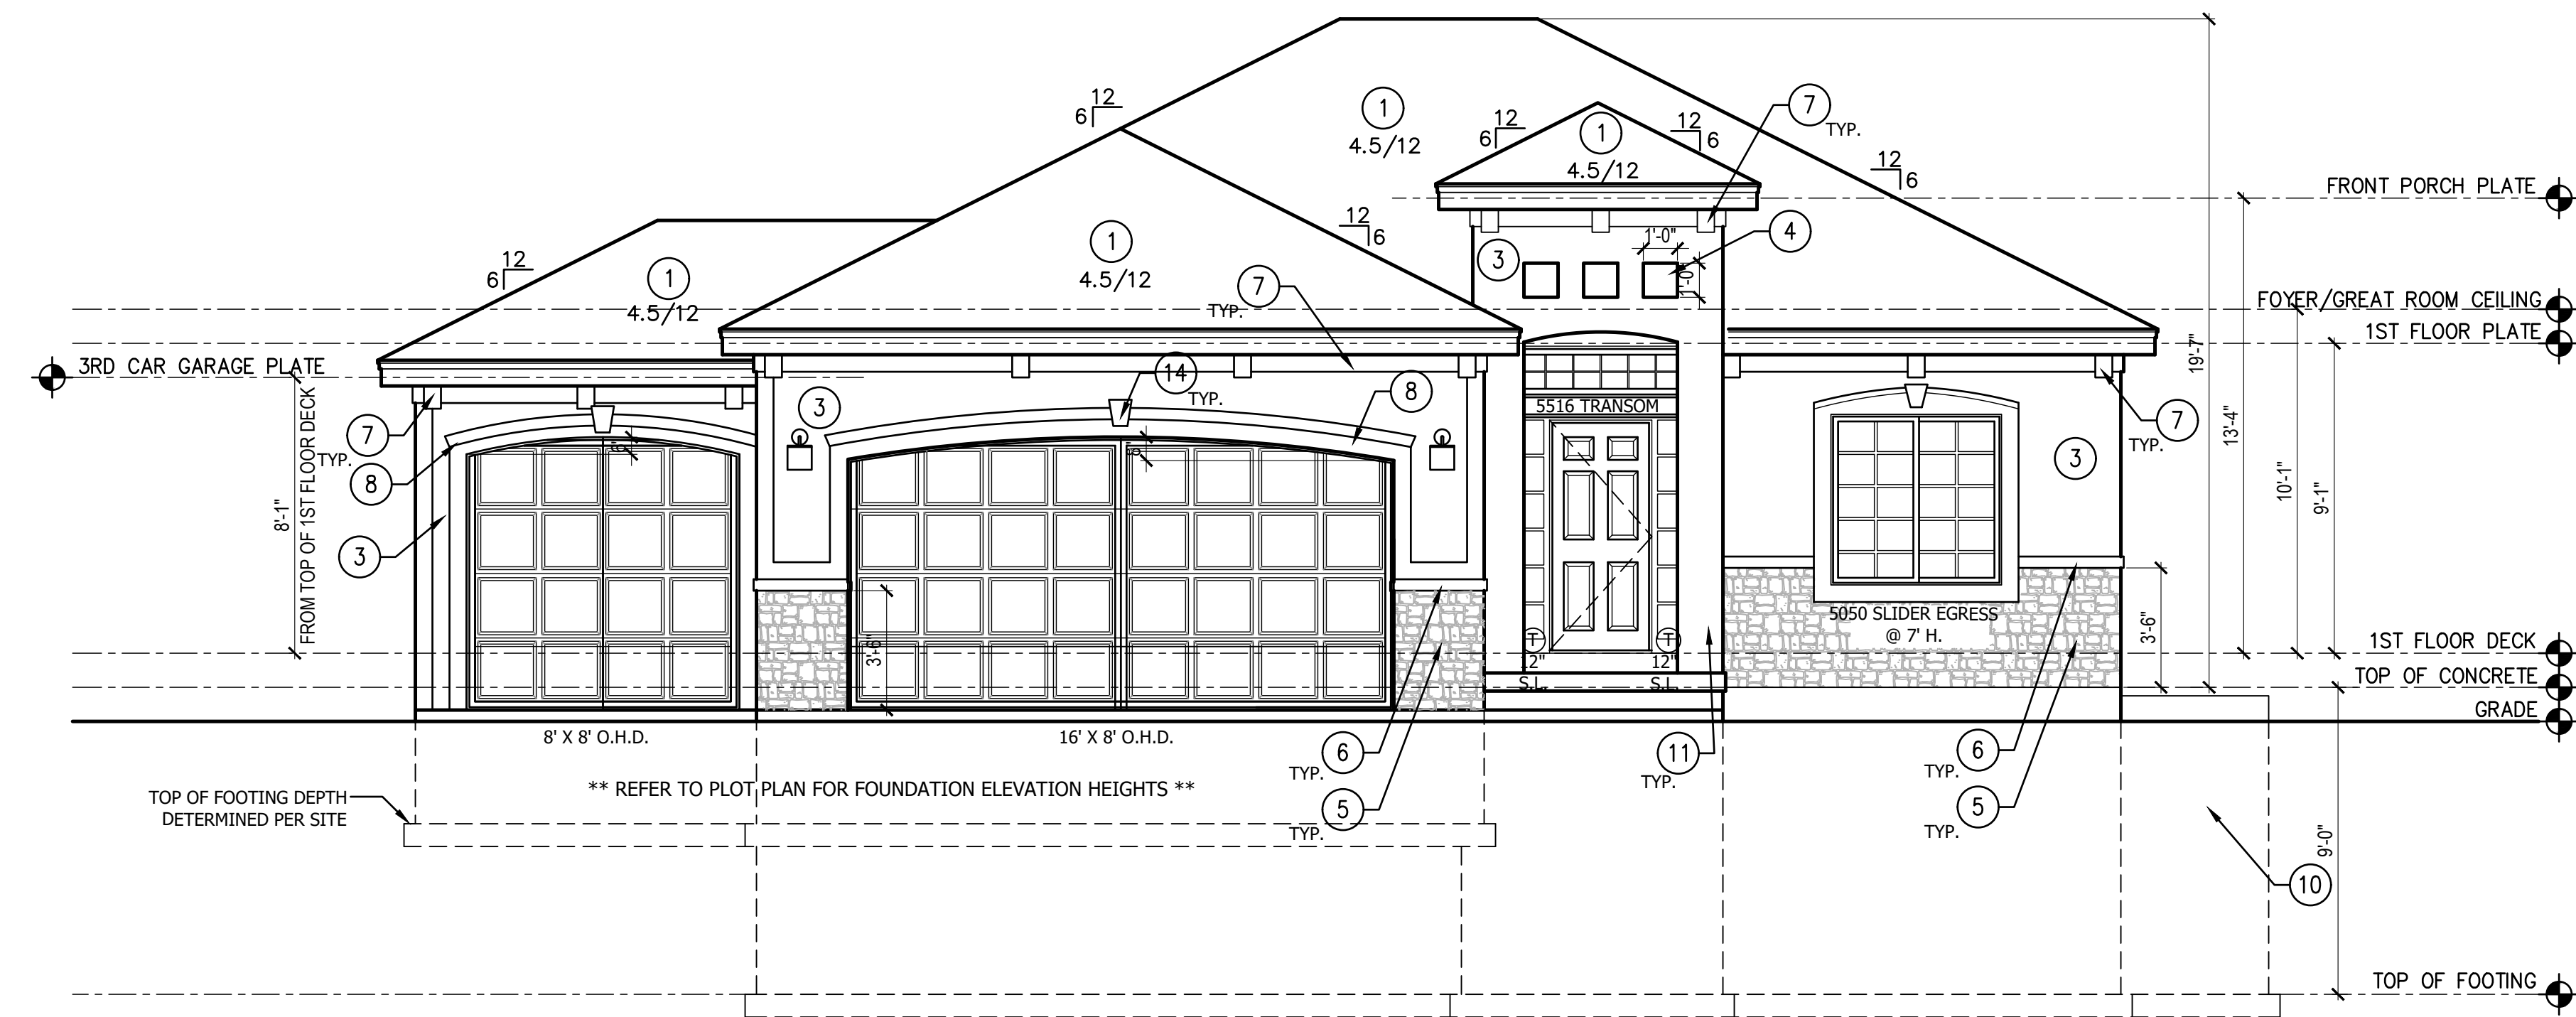 12
6
1
4.5/12
12
6
1
4.5/12
12
6
7
TYP.
12
6
FRONT PORCH PLATE
12
6
1
4.5/12
12
6
3
1'-0"
1'-0"
4
12
6
1
4.5/12
7
TYP.
FOYER/GREAT ROOM CEILING
1ST FLOOR PLATE
19'-7"
13'-4"
10'-1"
9'-1"
3RD CAR GARAGE PLATE
8'-1"
FROM TOP OF 1ST FLOOR DECK
7
TYP.
8
3
3
14
TYP.
8
5516 TRANSOM
7
TYP.
3
3'-6"
T
12"
S.L.
T
12"
S.L.
5050 SLIDER EGRESS
@ 7' H.
3'-6"
1ST FLOOR DECK
TOP OF CONCRETE
GRADE
8' X 8' O.H.D.
16' X 8' O.H.D.
6
TYP.
5
TYP.
11
TYP.
6
TYP.
5
TYP.
** REFER TO PLOT PLAN FOR FOUNDATION ELEVATION HEIGHTS **
TOP OF FOOTING DEPTH
DETERMINED PER SITE
9'-0"
10
TOP OF FOOTING